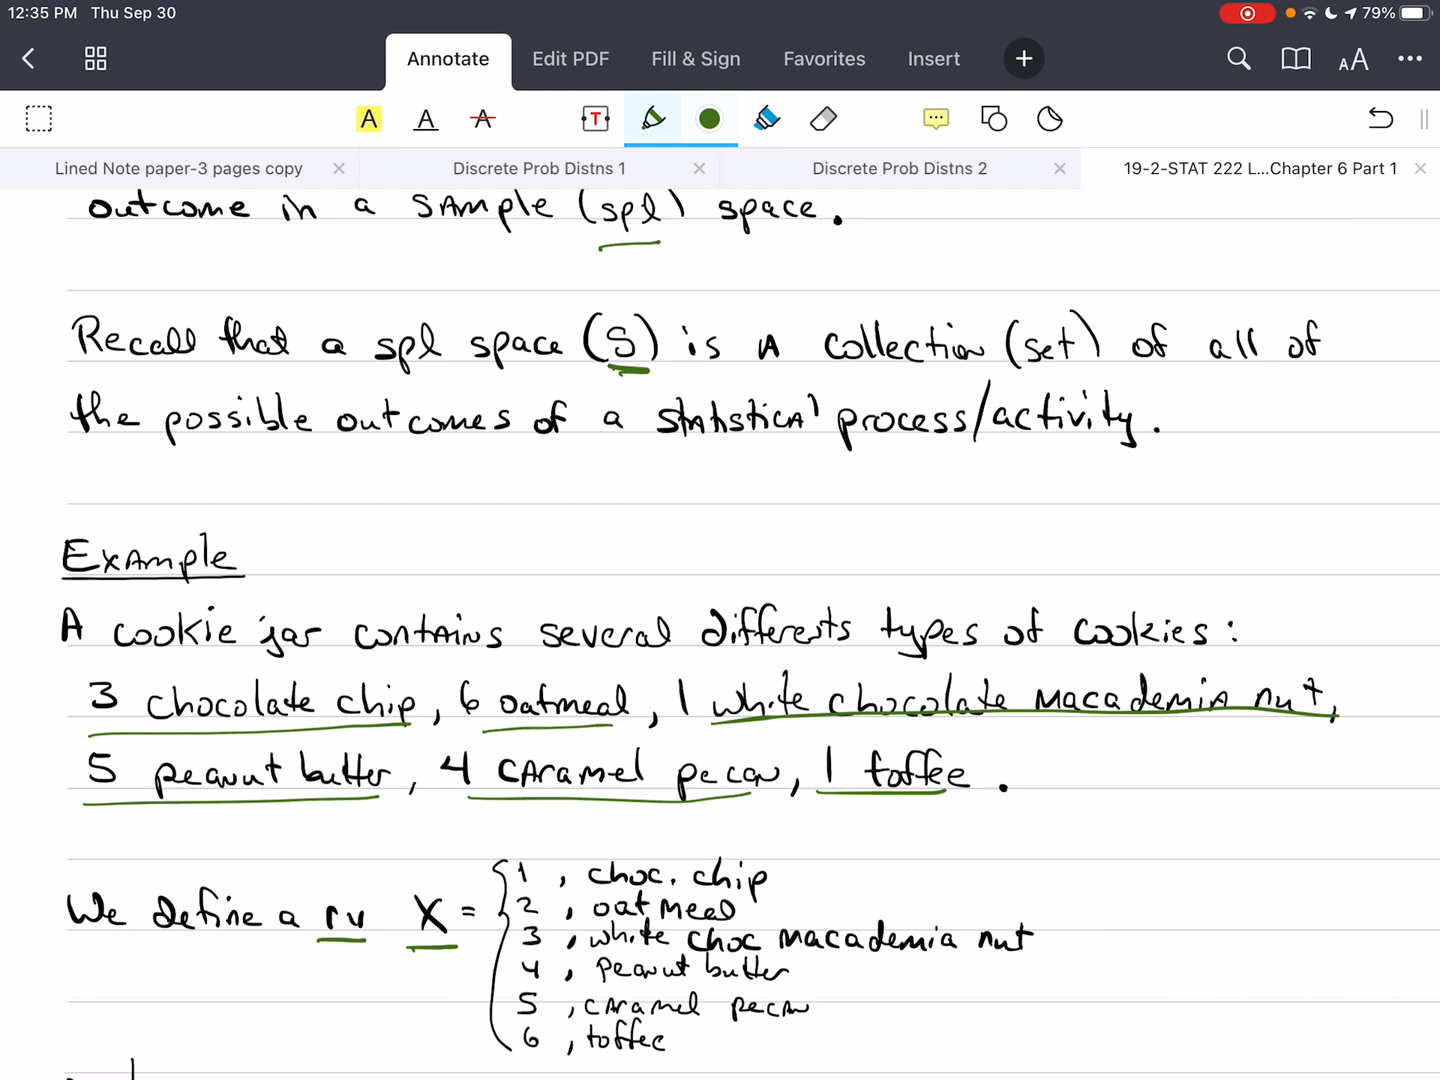 12:35 PM Thu Sep 30
79%
Annotate Edit PDF Fill & Sign Favorites Insert
Lined Note paper-3 pages copy Discrete Prob Distns 1 Discrete Prob Distns 2 19-2-STAT 222 L...Chapter 6 Part 1
outcome in a sample (spl) space.
Recall that a spl space (S) is a collection (set) of all of
the possible outcomes of a statistical process/activity.
Example
A cookie jar contains several differents types of cookies:
3 chocolate chip, 6 oatmeal, 1 white chocolate macademia nut,
5 peanut butter, 4 caramel pecan, 1 toffee.
1, choc. chip
2, oatmeal
We define a rv X =
3, white choc macademia nut
4, peanut butter
5, caramel pecan
6, toffee